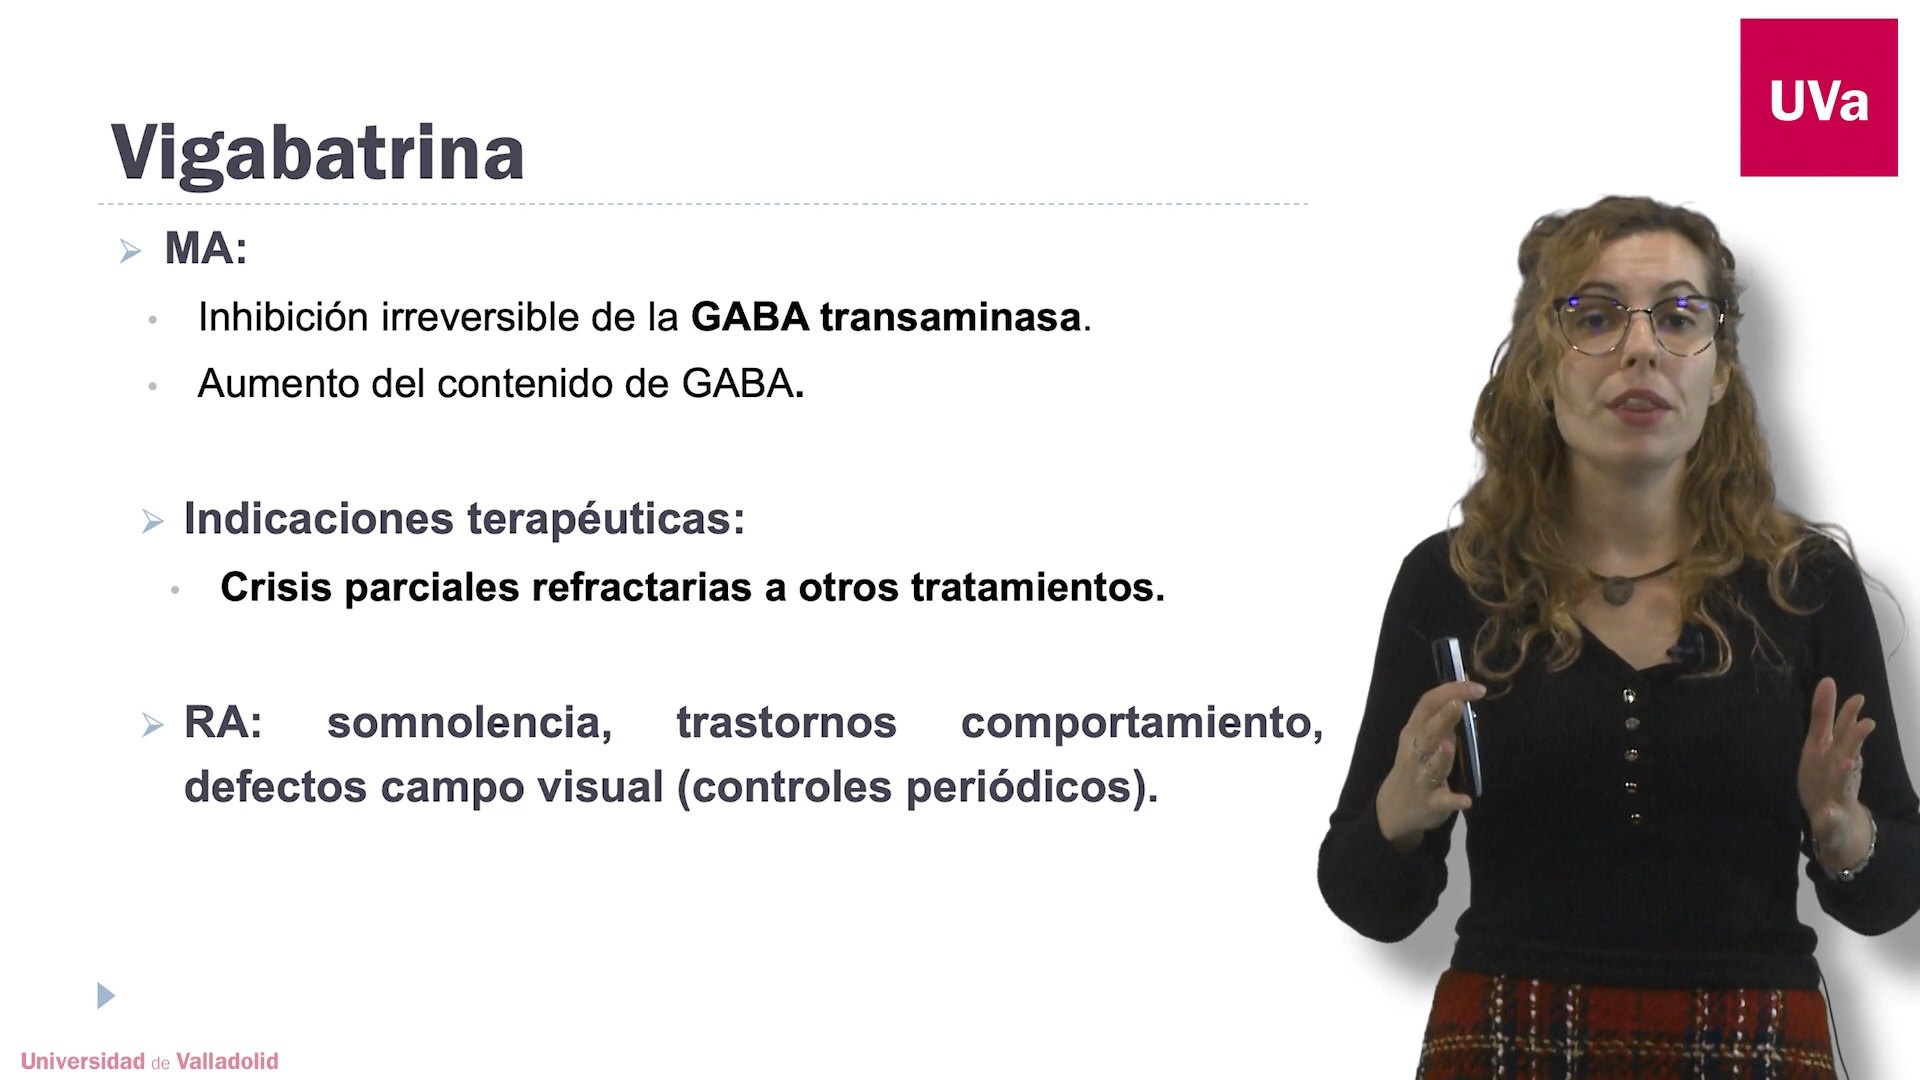 UVa
Vigabatrina
MA:
Inhibición irreversible de la GABA transaminasa.
Aumento del contenido de GABA.
Indicaciones terapéuticas:
Crisis parciales refractarias a otros tratamientos.
RA: somnolencia, trastornos comportamiento,
defectos campo visual (controles periódicos).
Universidad de Valladolid